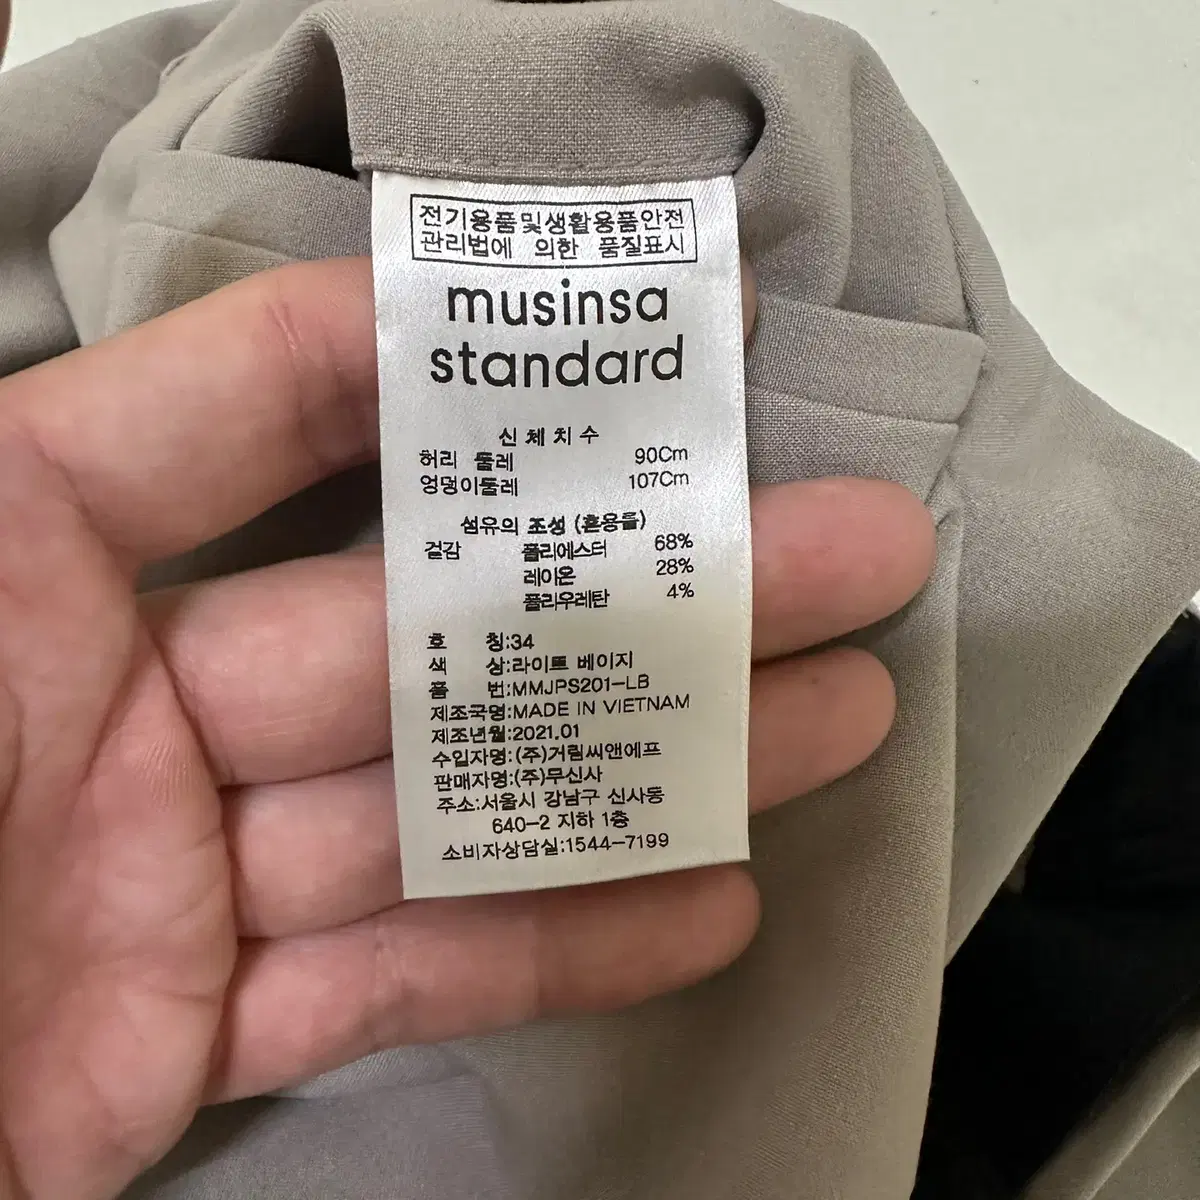 전기용품및생활용품안전
관리법에 의한 품질표시
musinsa
standard
신체치수
허리 둘레 90Cm
엉덩이둘레 107Cm
섬유의 조성 (혼용률)
겉감 폴리에스터 68%
레이온 28%
폴리우레탄 4%
호 칭:34
색 상:라이트 베이지
품 번:MMJPS201-LB
제조국명:MADE IN VIETNAM
제조년월:2021.01
수입자명:(주)거림씨앤에프
판매자명:(주)무신사
주소:서울시 강남구 신사동
640-2 지하 1층
소비자상담실:1544-7199